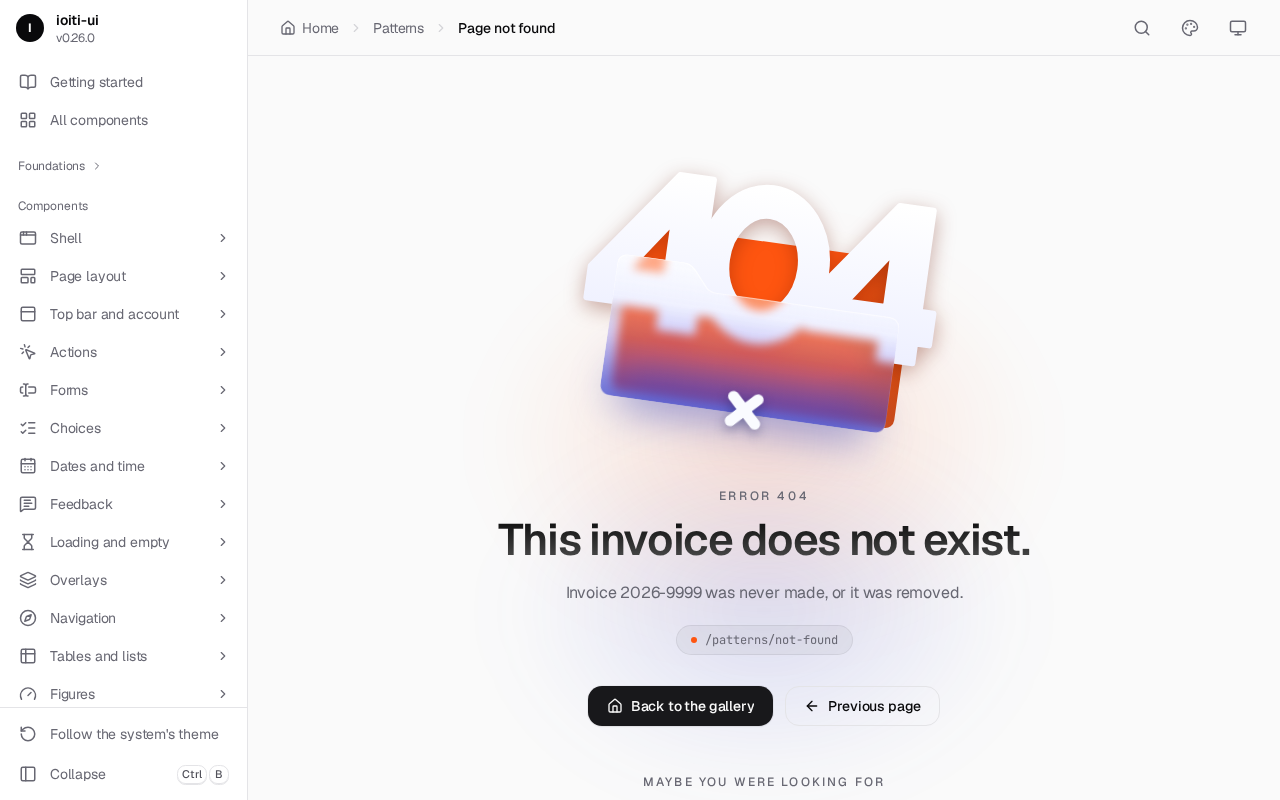 I
ioiti-ui
v0.26.0
Getting started
All components
Foundations
Components
Shell
Page layout
Top bar and account
Actions
Forms
Choices
Dates and time
Feedback
Loading and empty
Overlays
Navigation
Tables and lists
Figures
Follow the system's theme
Collapse Ctrl B
Home Patterns Page not found
404
ERROR 404
This invoice does not exist.
Invoice 2026-9999 was never made, or it was removed.
/patterns/not-found
Back to the gallery Previous page
MAYBE YOU WERE LOOKING FOR